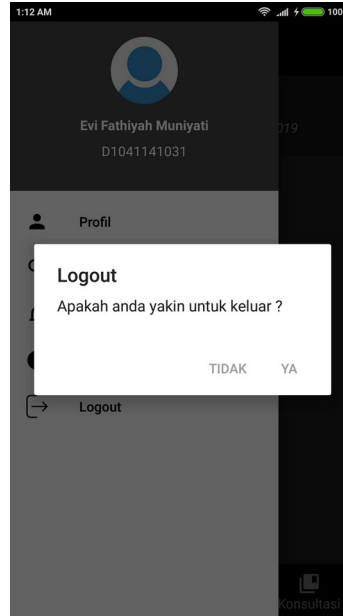 1:12 AM
100
Evi Fathiyah Muniyati
D1041141031
019
Profil
Logout
Apakah anda yakin untuk keluar ?
TIDAK YA
Logout
Konsultasi